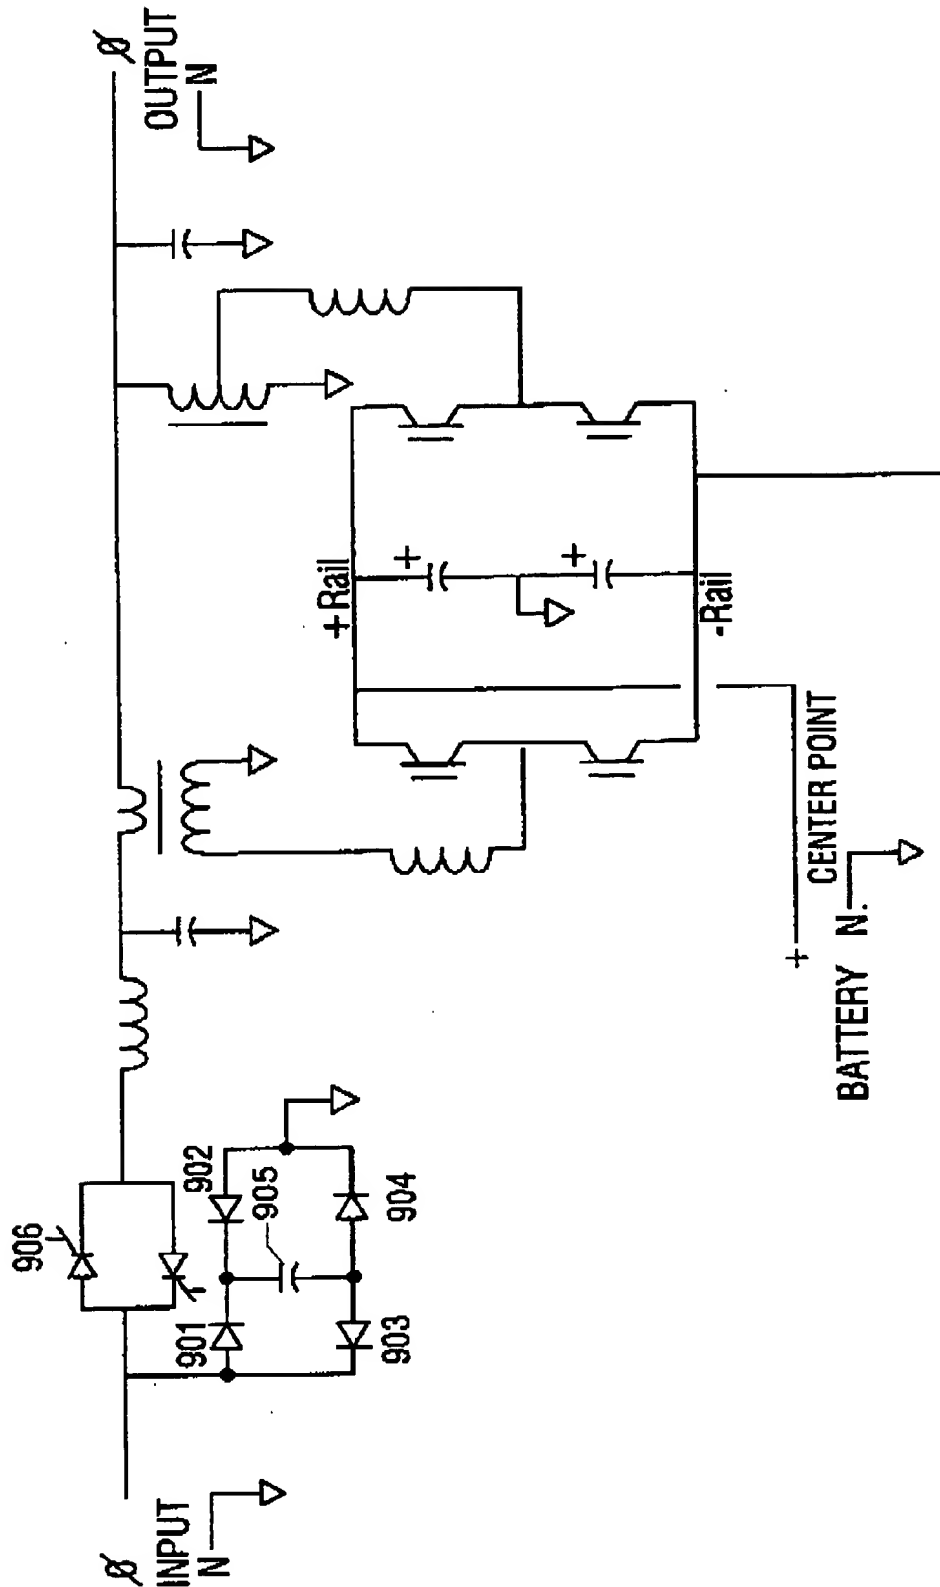 Ø
INPUT
N
906
901
902
905
903
904
+Rail
+
+
-Rail
Ø
OUTPUT
N
+
CENTER POINT
BATTERY N.